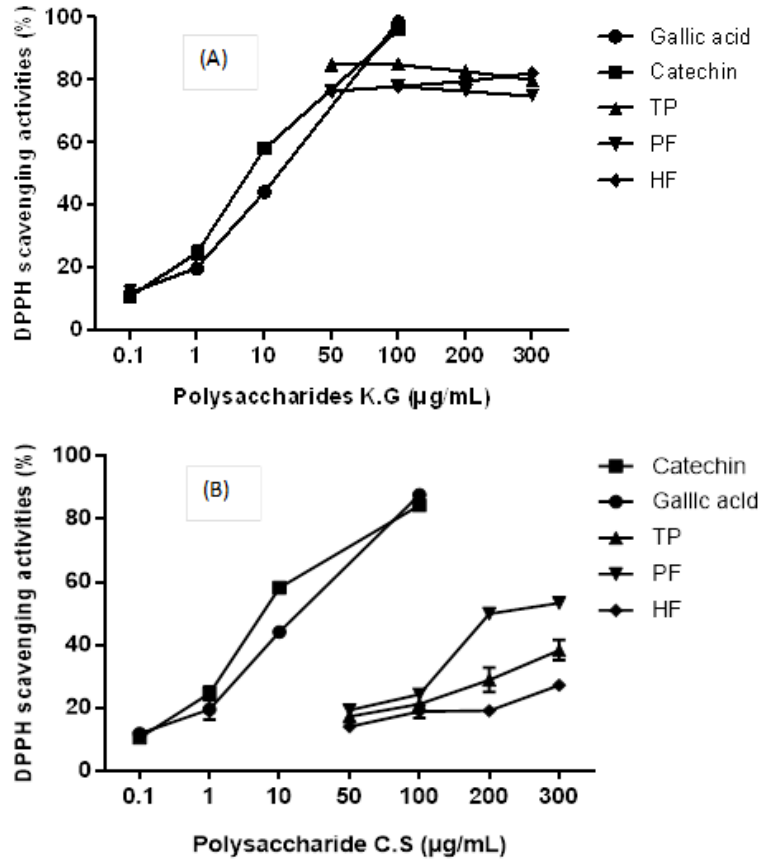 (A)
DPPH scavenging activities (%)
100
80
60
40
20
0
0.1 1 10 50 100 200 300
Polysaccharides K.G (µg/mL)
Gallic acid
Catechin
TP
PF
HF
(B)
DPPH scavenging activities (%)
100
80
60
40
20
0
0.1 1 10 50 100 200 300
Polysaccharide C.S (µg/mL)
Catechin
Gallic acid
TP
PF
HF